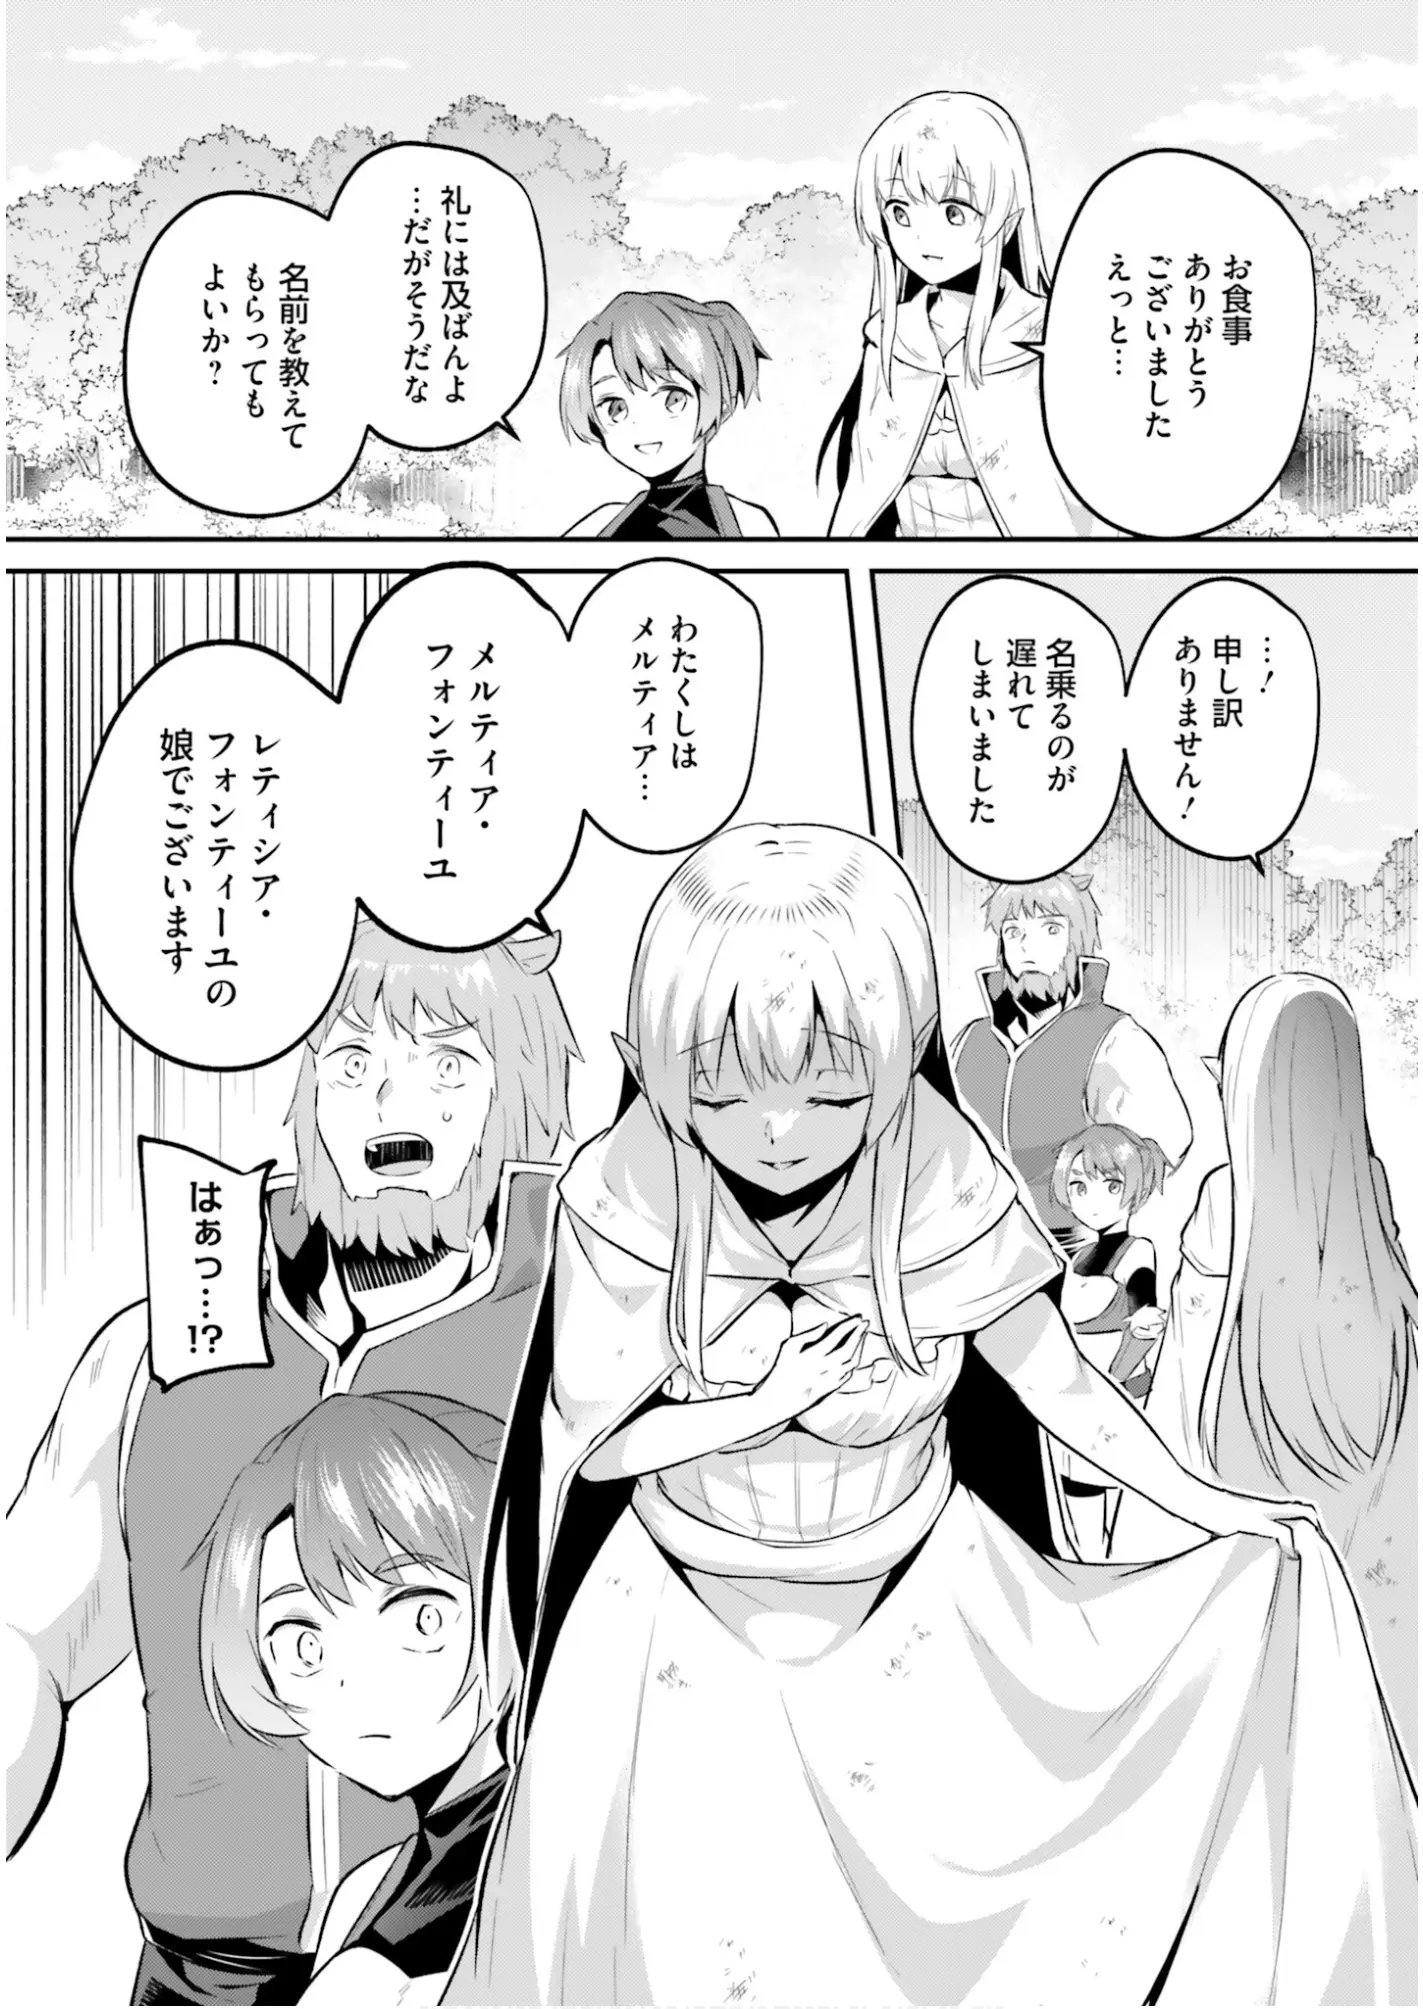 お食事
ありがとう
ございました
えっと…
礼には及ばんよ
…だがそうだな
名前を教えて
もらっても
よいか?
…!
申し訳
ありません!
名乗るのが
遅れて
しまいました
わたくしは
メルティア…
メルティア・
フォンティーユ
レティシア・
フォンティーユの
娘でございます
はぁっ…!?